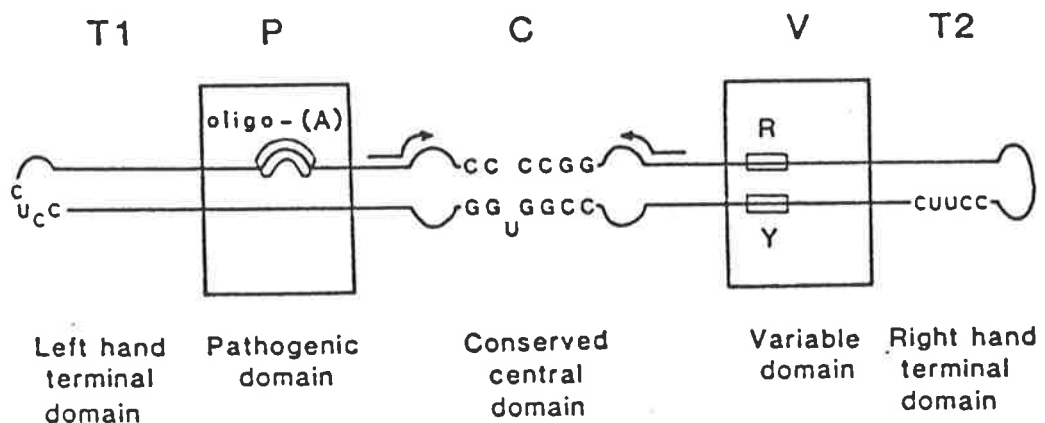 T1 P C V T2
oligo-(A)
R
CC CCGG
C
U
C
C
GG
U
GGCC
CUUCC
Y
Left hand
terminal
domain
Pathogenic
domain
Conserved
central
domain
Variable
domain
Right hand
terminal
domain